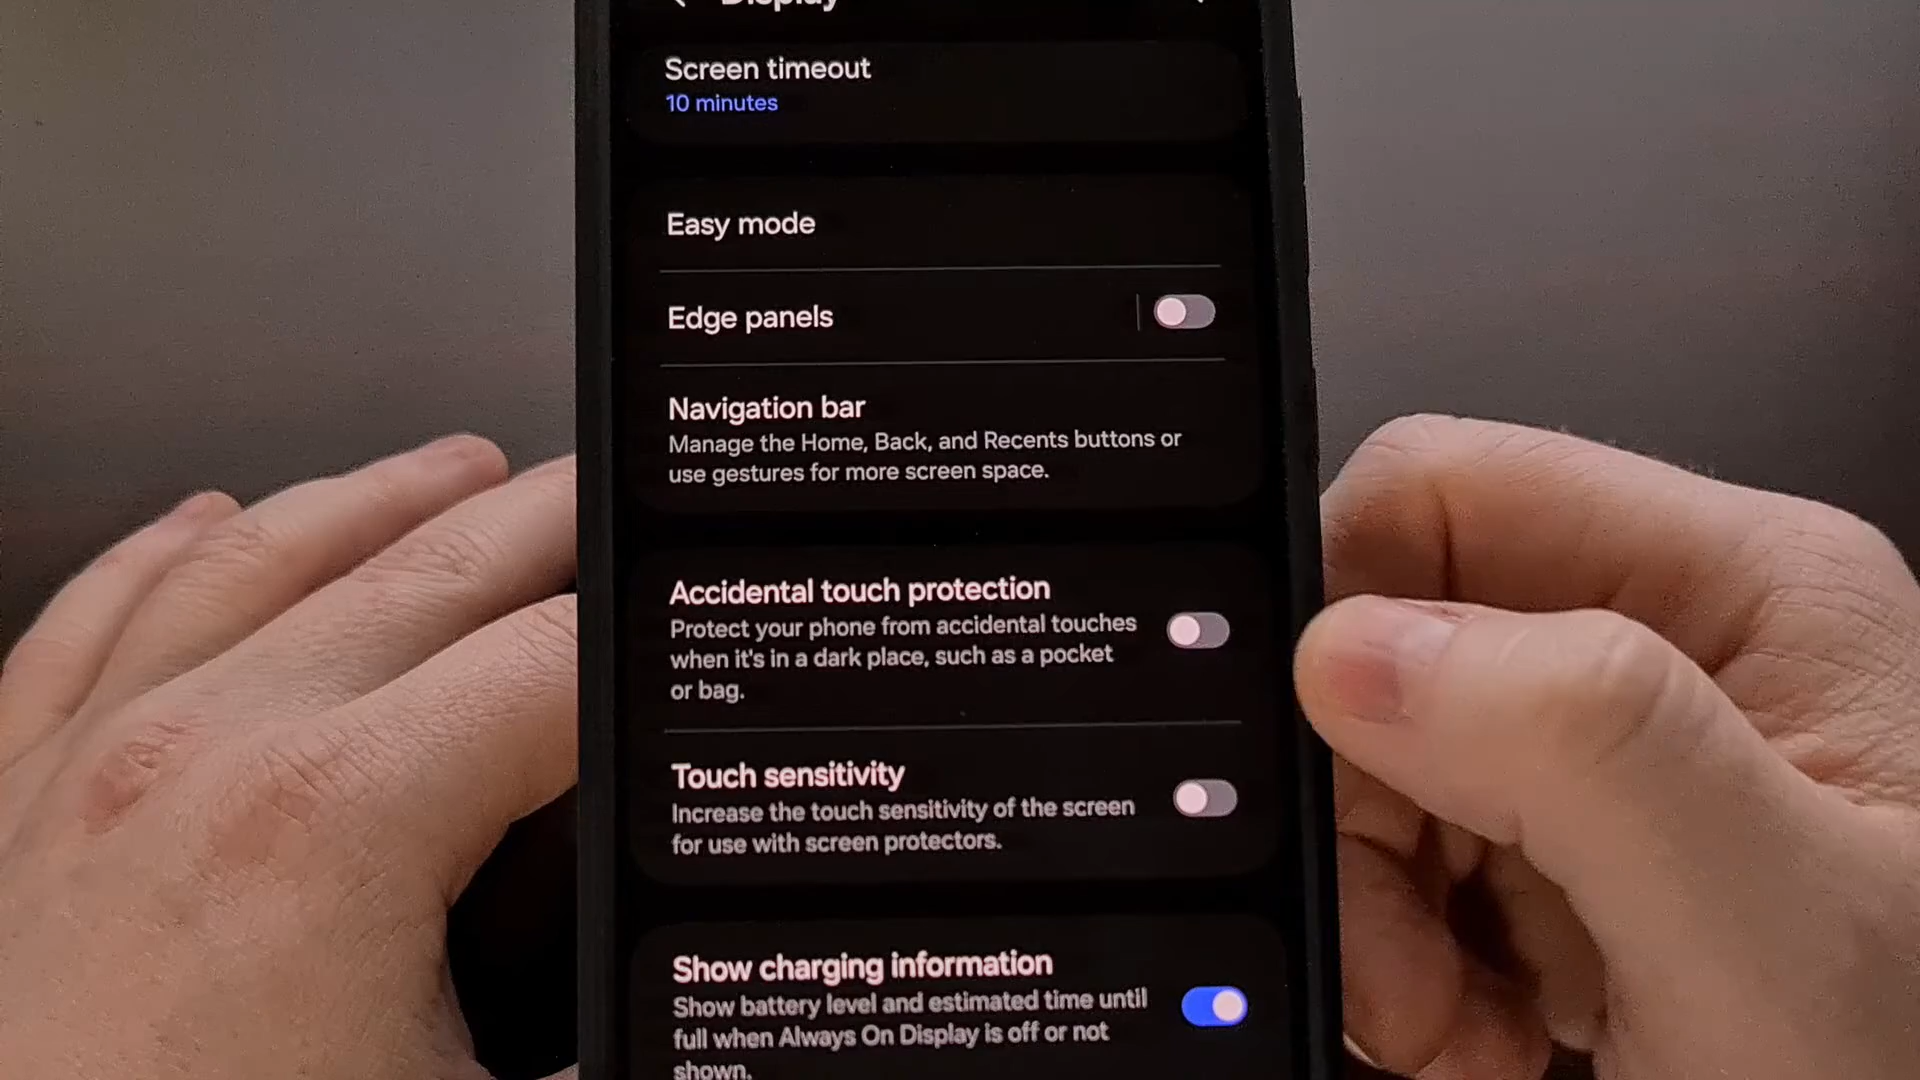 Display
Screen timeout
10 minutes
Easy mode
Edge panels
Navigation bar
Manage the Home, Back, and Recents buttons or
use gestures for more screen space.
Accidental touch protection
Protect your phone from accidental touches
when it's in a dark place, such as a pocket
or bag.
Touch sensitivity
Increase the touch sensitivity of the screen
for use with screen protectors.
Show charging information
Show battery level and estimated time until
full when Always On Display is off or not
shown.